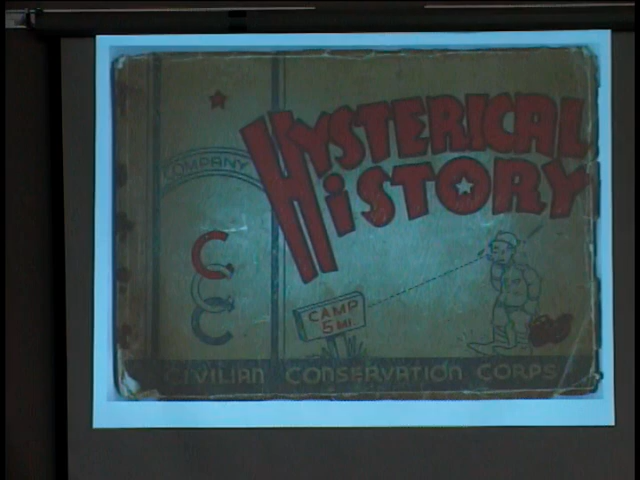 HYSTERICAL
HISTORY
COMPANY
C
C
C
CAMP
5 MI.
CIVILIAN CONSERVATION CORPS